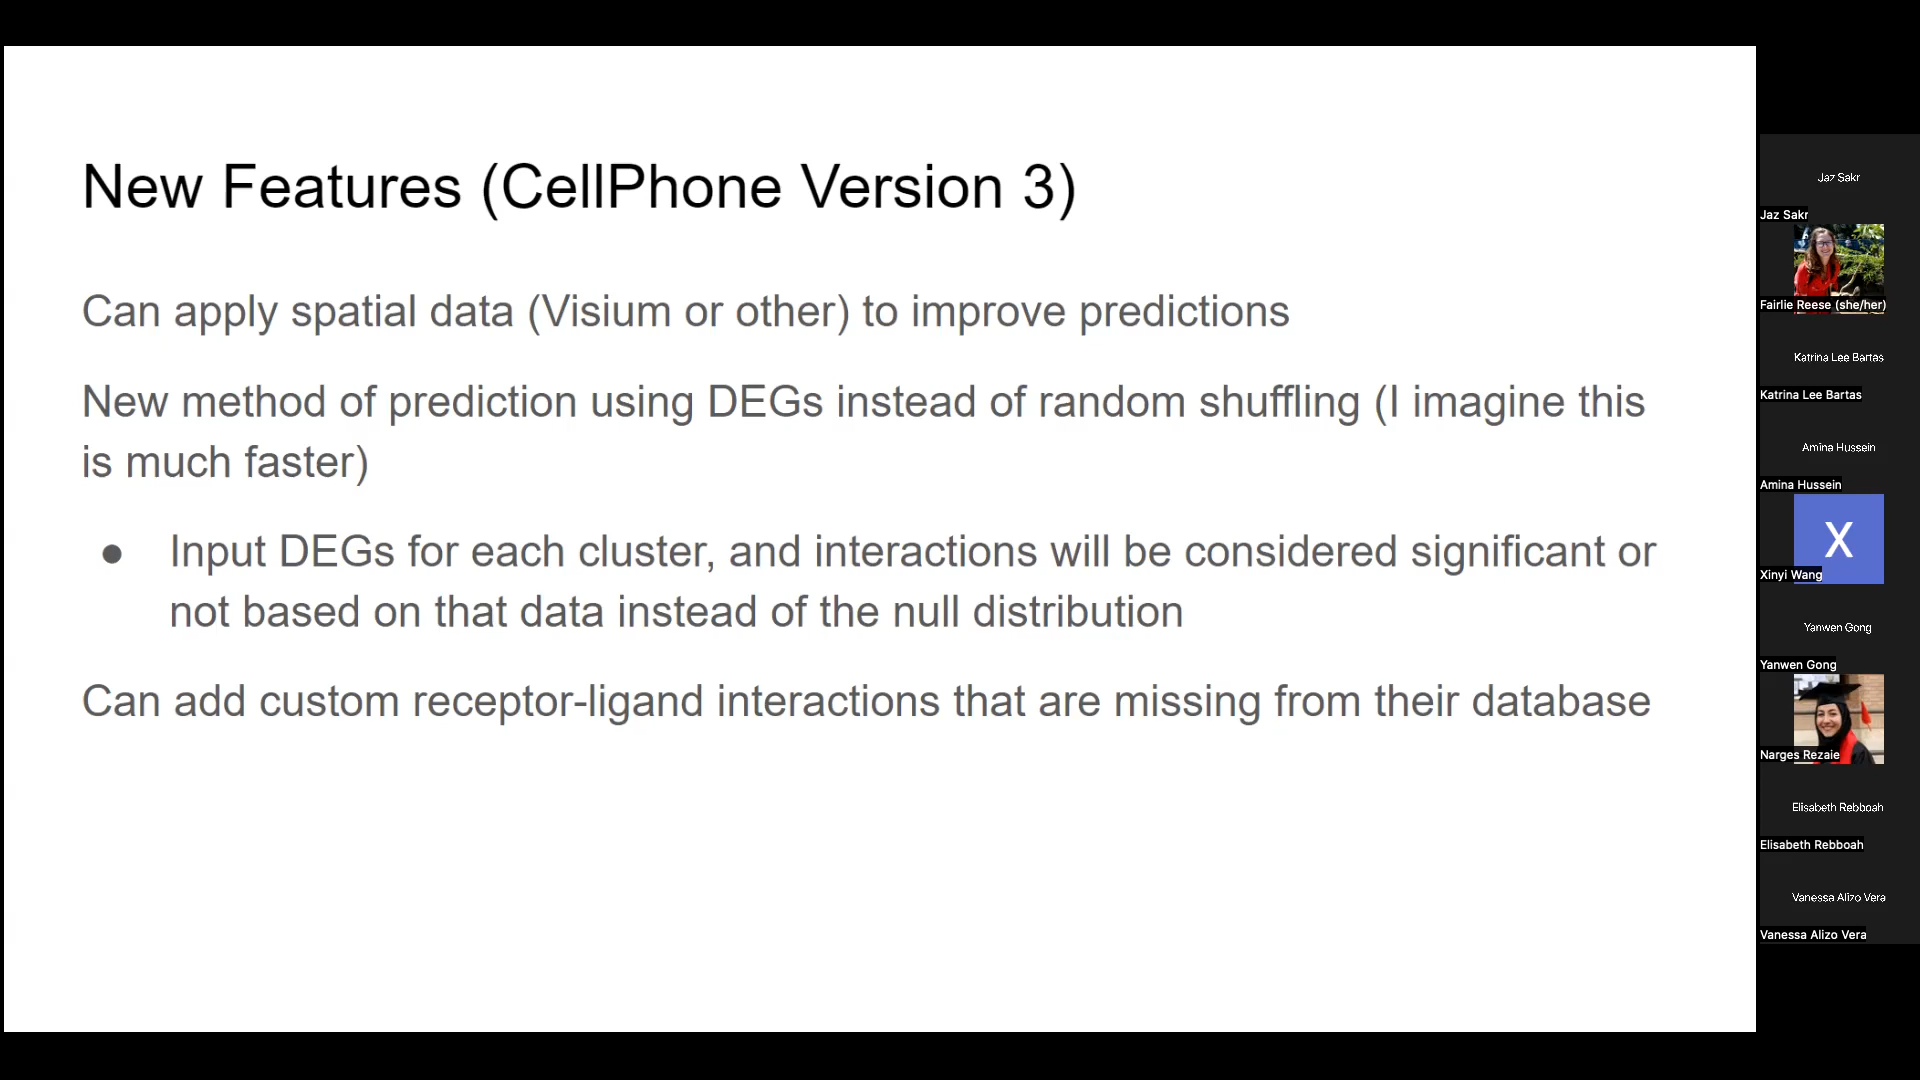 New Features (CellPhone Version 3)
Can apply spatial data (Visium or other) to improve predictions
New method of prediction using DEGs instead of random shuffling (I imagine this
is much faster)
● Input DEGs for each cluster, and interactions will be considered significant or
not based on that data instead of the null distribution
Can add custom receptor-ligand interactions that are missing from their database
Jaz Sakr
Jaz Sakr
Fairlie Reese (she/her)
Katrina Lee Bartas
Katrina Lee Bartas
Amina Hussein
Amina Hussein
X
Xinyi Wang
Yanwen Gong
Yanwen Gong
Narges Rezaie
Elisabeth Rebboah
Elisabeth Rebboah
Vanessa Alizo Vera
Vanessa Alizo Vera